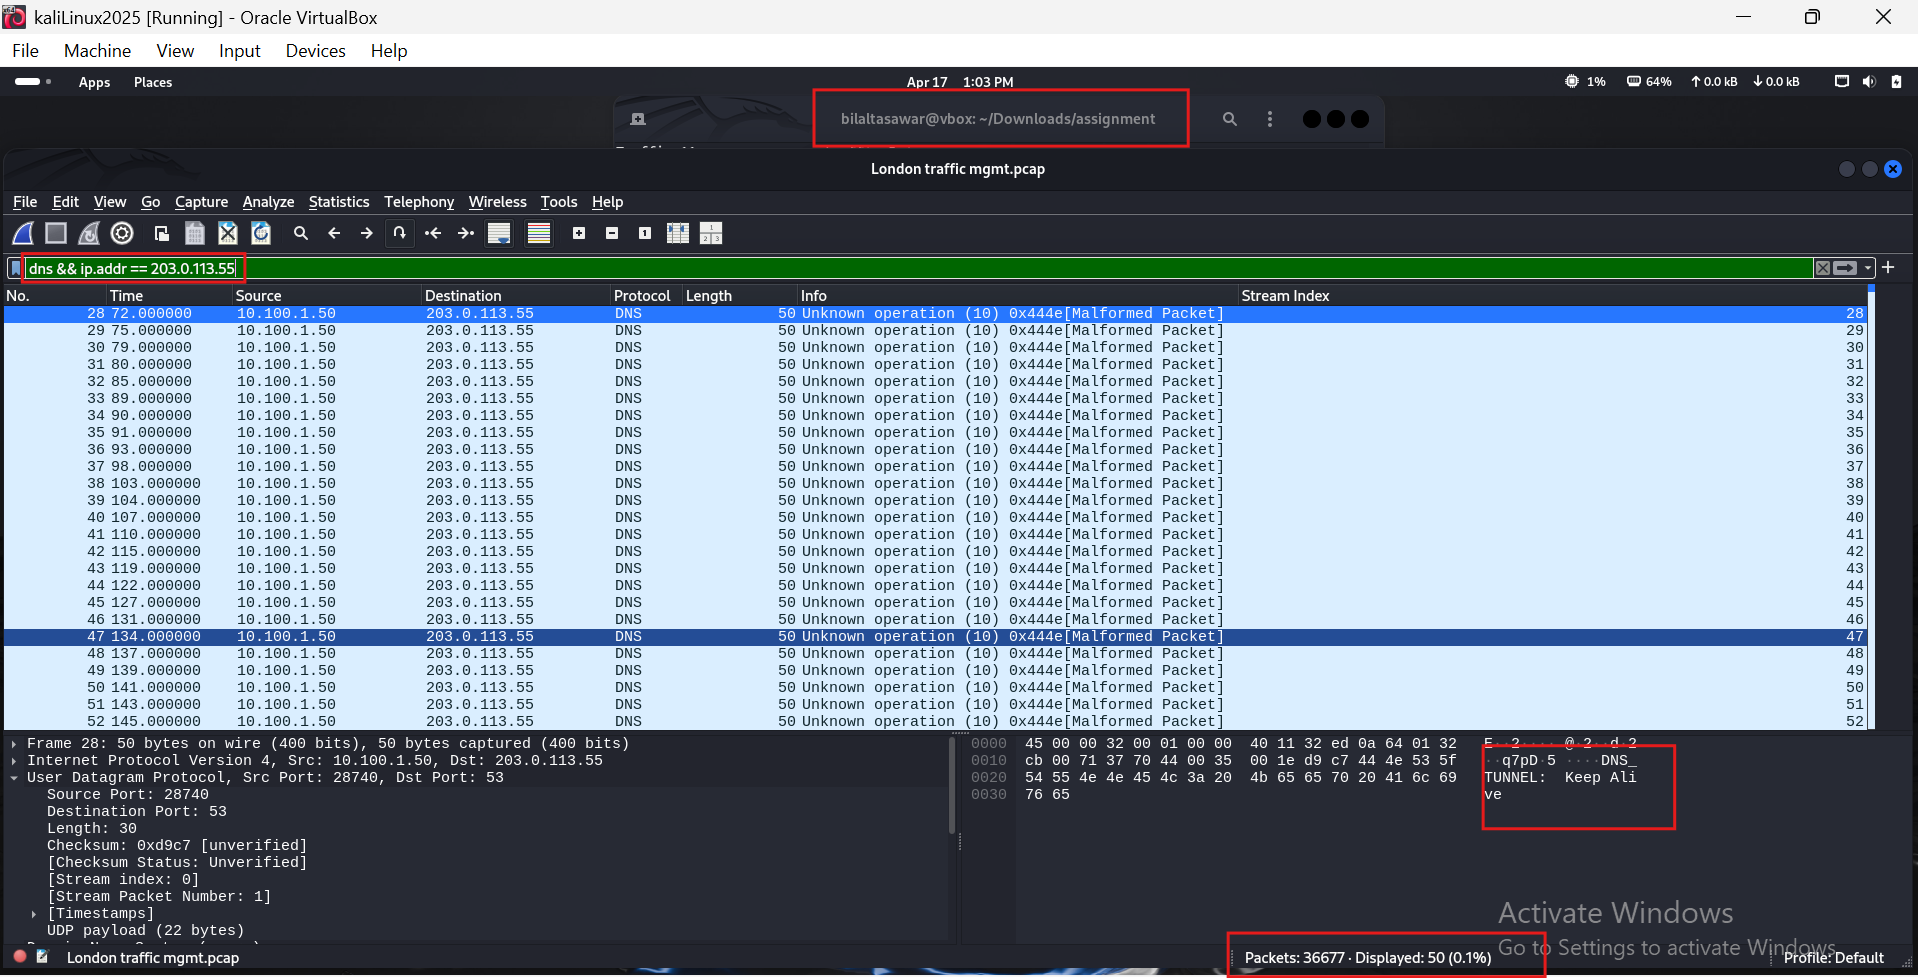 kaliLinux2025 [Running] - Oracle VirtualBox
File Machine View Input Devices Help
Apps Places Apr 17 1:03 PM 1% 64% ↑0.0 kB ↓0.0 kB
bilaltasawar@vbox: ~/Downloads/assignment
London traffic mgmt.pcap
File Edit View Go Capture Analyze Statistics Telephony Wireless Tools Help
dns && ip.addr == 203.0.113.55
No. Time Source Destination Protocol Length Info Stream Index
28 72.000000 10.100.1.50 203.0.113.55 DNS 50 Unknown operation (10) 0x444e[Malformed Packet] 28
29 75.000000 10.100.1.50 203.0.113.55 DNS 50 Unknown operation (10) 0x444e[Malformed Packet] 29
30 79.000000 10.100.1.50 203.0.113.55 DNS 50 Unknown operation (10) 0x444e[Malformed Packet] 30
31 80.000000 10.100.1.50 203.0.113.55 DNS 50 Unknown operation (10) 0x444e[Malformed Packet] 31
32 85.000000 10.100.1.50 203.0.113.55 DNS 50 Unknown operation (10) 0x444e[Malformed Packet] 32
33 89.000000 10.100.1.50 203.0.113.55 DNS 50 Unknown operation (10) 0x444e[Malformed Packet] 33
34 90.000000 10.100.1.50 203.0.113.55 DNS 50 Unknown operation (10) 0x444e[Malformed Packet] 34
35 91.000000 10.100.1.50 203.0.113.55 DNS 50 Unknown operation (10) 0x444e[Malformed Packet] 35
36 93.000000 10.100.1.50 203.0.113.55 DNS 50 Unknown operation (10) 0x444e[Malformed Packet] 36
37 98.000000 10.100.1.50 203.0.113.55 DNS 50 Unknown operation (10) 0x444e[Malformed Packet] 37
38 103.000000 10.100.1.50 203.0.113.55 DNS 50 Unknown operation (10) 0x444e[Malformed Packet] 38
39 104.000000 10.100.1.50 203.0.113.55 DNS 50 Unknown operation (10) 0x444e[Malformed Packet] 39
40 107.000000 10.100.1.50 203.0.113.55 DNS 50 Unknown operation (10) 0x444e[Malformed Packet] 40
41 110.000000 10.100.1.50 203.0.113.55 DNS 50 Unknown operation (10) 0x444e[Malformed Packet] 41
42 115.000000 10.100.1.50 203.0.113.55 DNS 50 Unknown operation (10) 0x444e[Malformed Packet] 42
43 119.000000 10.100.1.50 203.0.113.55 DNS 50 Unknown operation (10) 0x444e[Malformed Packet] 43
44 122.000000 10.100.1.50 203.0.113.55 DNS 50 Unknown operation (10) 0x444e[Malformed Packet] 44
45 127.000000 10.100.1.50 203.0.113.55 DNS 50 Unknown operation (10) 0x444e[Malformed Packet] 45
46 131.000000 10.100.1.50 203.0.113.55 DNS 50 Unknown operation (10) 0x444e[Malformed Packet] 46
47 134.000000 10.100.1.50 203.0.113.55 DNS 50 Unknown operation (10) 0x444e[Malformed Packet] 47
48 137.000000 10.100.1.50 203.0.113.55 DNS 50 Unknown operation (10) 0x444e[Malformed Packet] 48
49 139.000000 10.100.1.50 203.0.113.55 DNS 50 Unknown operation (10) 0x444e[Malformed Packet] 49
50 141.000000 10.100.1.50 203.0.113.55 DNS 50 Unknown operation (10) 0x444e[Malformed Packet] 50
51 143.000000 10.100.1.50 203.0.113.55 DNS 50 Unknown operation (10) 0x444e[Malformed Packet] 51
52 145.000000 10.100.1.50 203.0.113.55 DNS 50 Unknown operation (10) 0x444e[Malformed Packet] 52
Frame 28: 50 bytes on wire (400 bits), 50 bytes captured (400 bits)
Internet Protocol Version 4, Src: 10.100.1.50, Dst: 203.0.113.55
User Datagram Protocol, Src Port: 28740, Dst Port: 53
Source Port: 28740
Destination Port: 53
Length: 30
Checksum: 0xd9c7 [unverified]
[Checksum Status: Unverified]
[Stream index: 0]
[Stream Packet Number: 1]
[Timestamps]
UDP payload (22 bytes)
0000 45 00 00 32 00 01 00 00 40 11 32 ed 0a 64 01 32 E··2···· @·2··d·2
0010 cb 00 71 37 70 44 00 35 00 1e d9 c7 44 4e 53 5f ··q7pD·5 ····DNS_
0020 54 55 4e 4e 45 4c 3a 20 4b 65 65 70 20 41 6c 69 TUNNEL: Keep Ali
0030 76 65 ve
Activate Windows
Go to Settings to activate Windows.
London traffic mgmt.pcap Packets: 36677 · Displayed: 50 (0.1%) Profile: Default